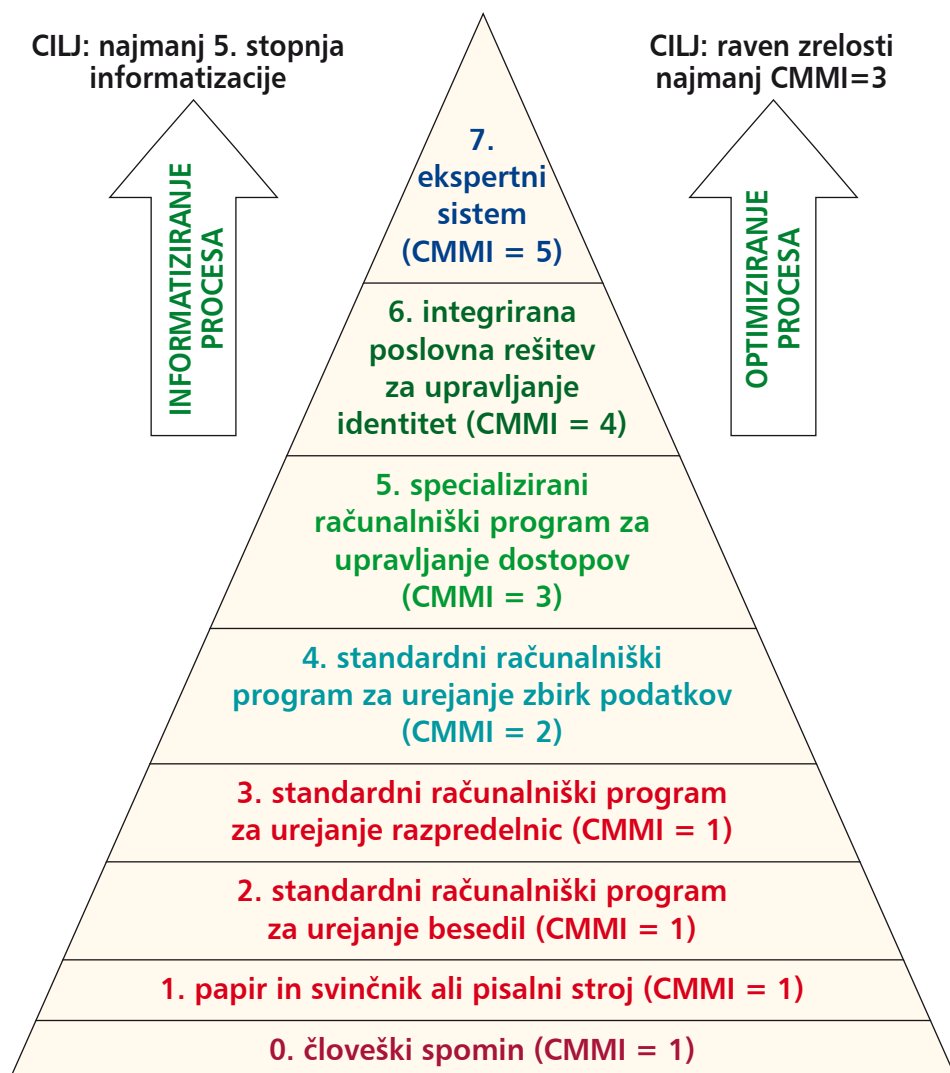 CILJ: najmanj 5. stopnja
informatizacije
CILJ: raven zrelosti
najmanj CMMI=3
INFORMATIZIRANJE
PROCESA
OPTIMIZIRANJE
PROCESA
7.
ekspertni
sistem
(CMMI = 5)
6. integrirana
poslovna rešitev
za upravljanje
identitet (CMMI = 4)
5. specializirani
računalniški program za
upravljanje dostopov
(CMMI = 3)
4. standardni računalniški
program za urejanje zbirk podatkov
(CMMI = 2)
3. standardni računalniški program
za urejanje razpredelnic (CMMI = 1)
2. standardni računalniški program
za urejanje besedil (CMMI = 1)
1. papir in svinčnik ali pisalni stroj (CMMI = 1)
0. človeški spomin (CMMI = 1)